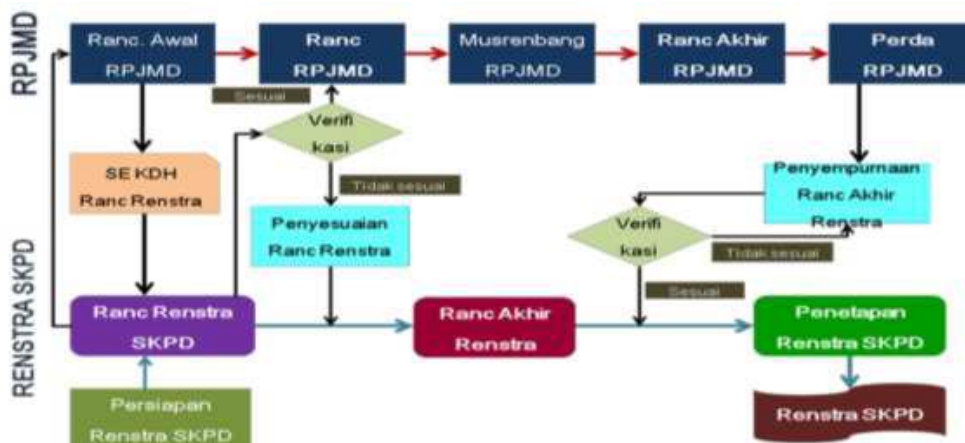 RPJMD
Ranc. Awal
RPJMD
Ranc
RPJMD
Musrenbang
RPJMD
Ranc Akhir
RPJMD
Perda
RPJMD
Sesuai
Verifi
kasi
Tidak sesuai
SE KDH
Ranc Renstra
Penyesuaian
Ranc Renstra
Penyempurnaan
Ranc Akhir
Renstra
Verifi
kasi
Tidak sesuai
Sesuai
RENSTRA SKPD
Ranc Renstra
SKPD
Ranc Akhir
Renstra
Penetapan
Renstra SKPD
Persiapan
Renstra SKPD
Renstra SKPD